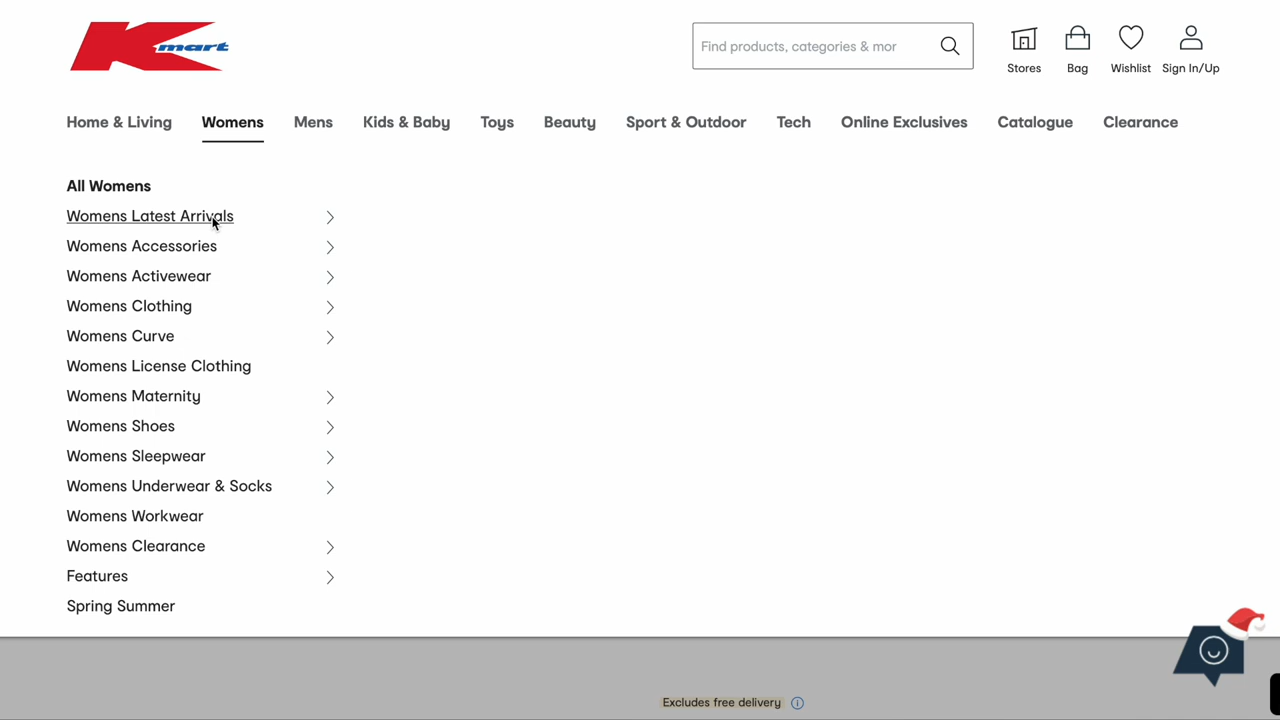 Kmart
Find products, categories & mor
Stores
Bag
Wishlist
Sign In/Up
Home & Living
Womens
Mens
Kids & Baby
Toys
Beauty
Sport & Outdoor
Tech
Online Exclusives
Catalogue
Clearance
All Womens
Womens Latest Arrivals
Womens Accessories
Womens Activewear
Womens Clothing
Womens Curve
Womens License Clothing
Womens Maternity
Womens Shoes
Womens Sleepwear
Womens Underwear & Socks
Womens Workwear
Womens Clearance
Features
Spring Summer
Excludes free delivery